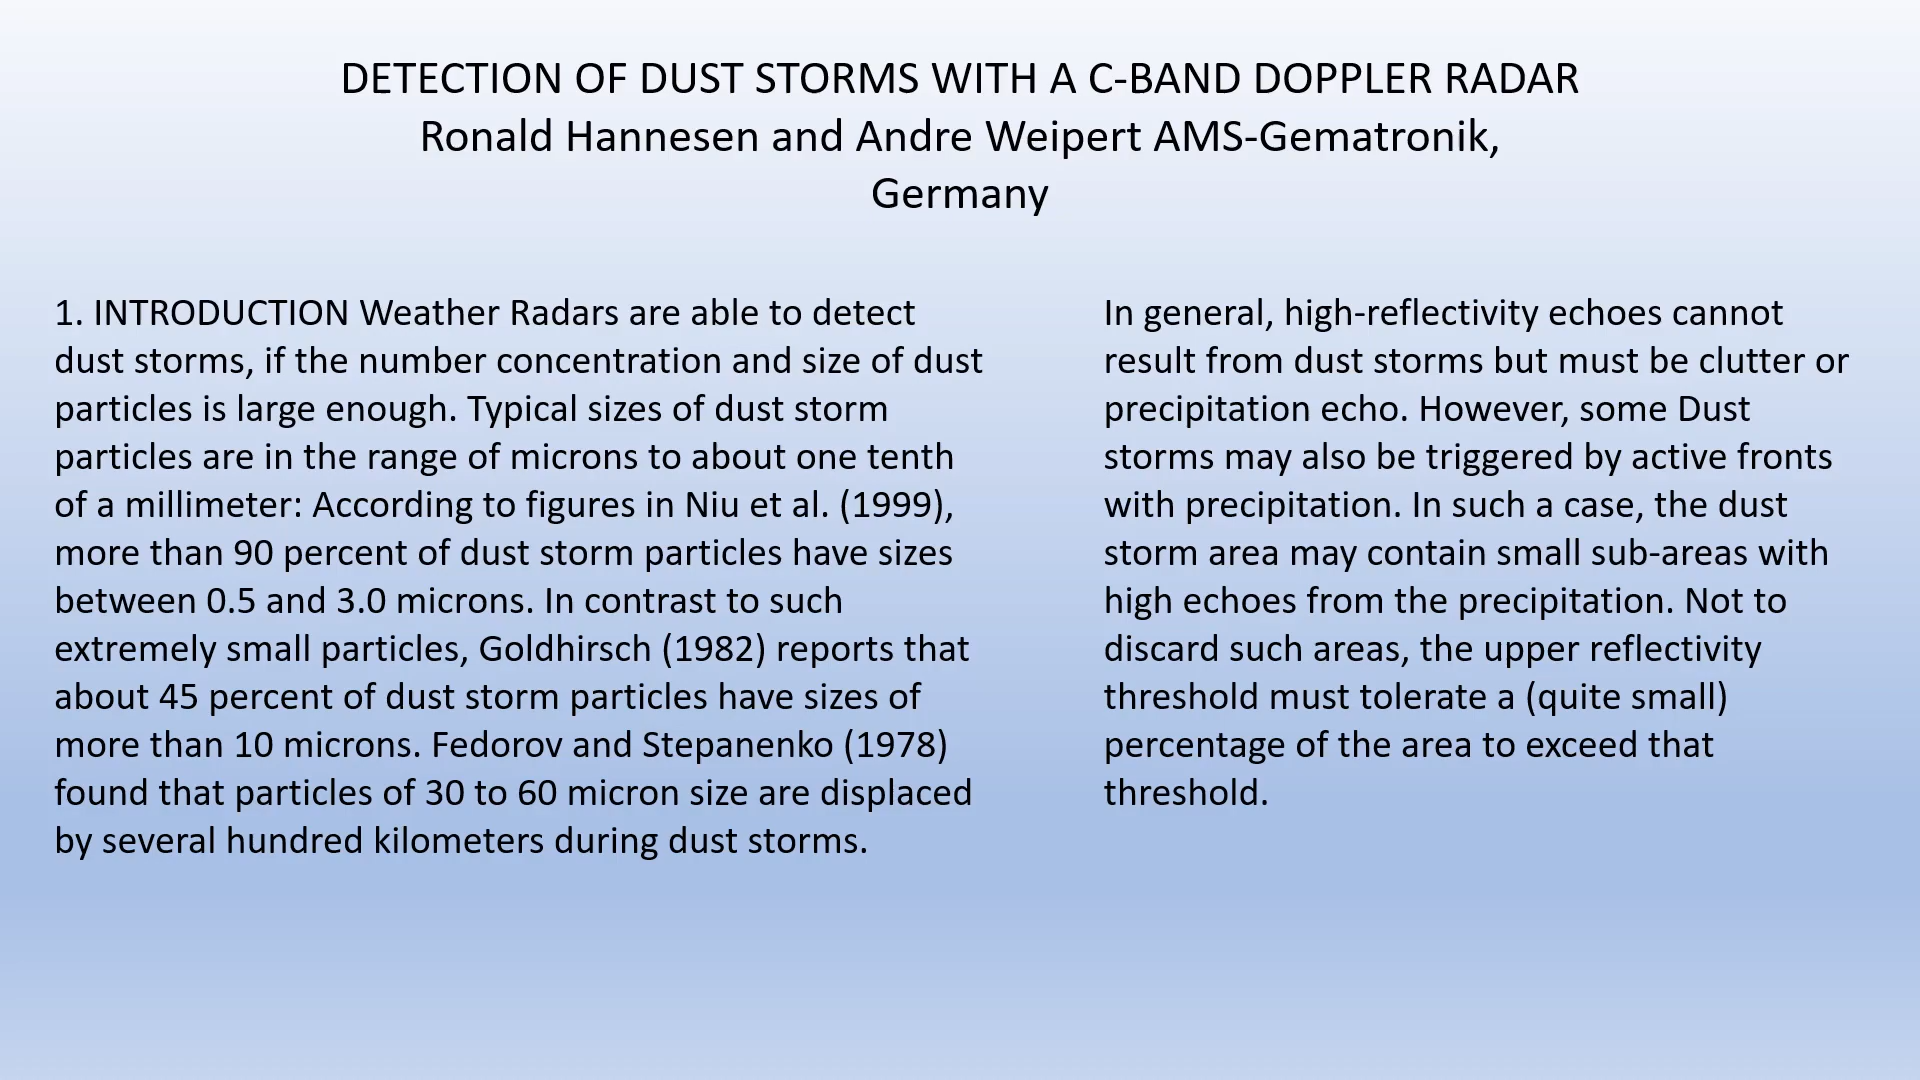 DETECTION OF DUST STORMS WITH A C-BAND DOPPLER RADAR
Ronald Hannesen and Andre Weipert AMS-Gematronik,
Germany
1. INTRODUCTION Weather Radars are able to detect
dust storms, if the number concentration and size of dust
particles is large enough. Typical sizes of dust storm
particles are in the range of microns to about one tenth
of a millimeter: According to figures in Niu et al. (1999),
more than 90 percent of dust storm particles have sizes
between 0.5 and 3.0 microns. In contrast to such
extremely small particles, Goldhirsch (1982) reports that
about 45 percent of dust storm particles have sizes of
more than 10 microns. Fedorov and Stepanenko (1978)
found that particles of 30 to 60 micron size are displaced
by several hundred kilometers during dust storms.
In general, high-reflectivity echoes cannot
result from dust storms but must be clutter or
precipitation echo. However, some Dust
storms may also be triggered by active fronts
with precipitation. In such a case, the dust
storm area may contain small sub-areas with
high echoes from the precipitation. Not to
discard such areas, the upper reflectivity
threshold must tolerate a (quite small)
percentage of the area to exceed that
threshold.